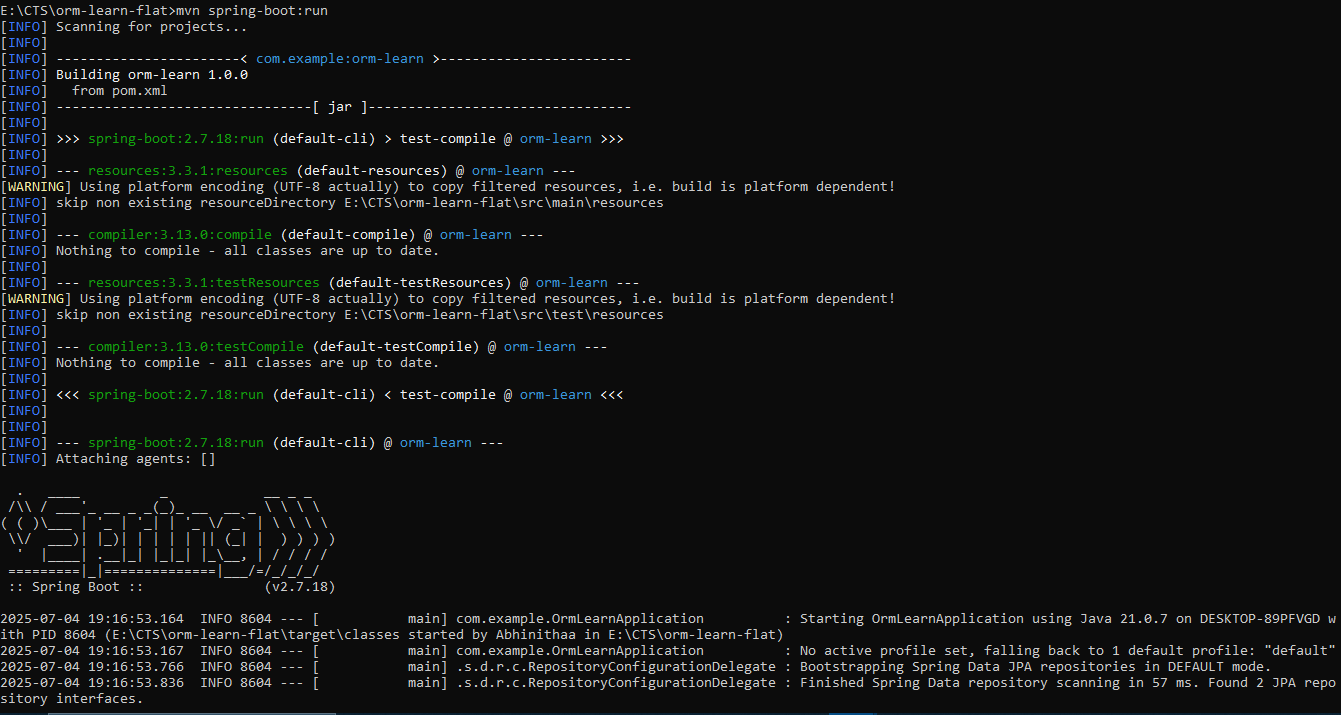 E:\CTS\orm-learn-flat>mvn spring-boot:run
[INFO] Scanning for projects...
[INFO]
[INFO] -----------------------< com.example:orm-learn >------------------------
[INFO] Building orm-learn 1.0.0
[INFO]   from pom.xml
[INFO] --------------------------------[ jar ]---------------------------------
[INFO]
[INFO] >>> spring-boot:2.7.18:run (default-cli) > test-compile @ orm-learn >>>
[INFO]
[INFO] --- resources:3.3.1:resources (default-resources) @ orm-learn ---
[WARNING] Using platform encoding (UTF-8 actually) to copy filtered resources, i.e. build is platform dependent!
[INFO] skip non existing resourceDirectory E:\CTS\orm-learn-flat\src\main\resources
[INFO]
[INFO] --- compiler:3.13.0:compile (default-compile) @ orm-learn ---
[INFO] Nothing to compile - all classes are up to date.
[INFO]
[INFO] --- resources:3.3.1:testResources (default-testResources) @ orm-learn ---
[WARNING] Using platform encoding (UTF-8 actually) to copy filtered resources, i.e. build is platform dependent!
[INFO] skip non existing resourceDirectory E:\CTS\orm-learn-flat\src\test\resources
[INFO]
[INFO] --- compiler:3.13.0:testCompile (default-testCompile) @ orm-learn ---
[INFO] Nothing to compile - all classes are up to date.
[INFO]
[INFO] <<< spring-boot:2.7.18:run (default-cli) < test-compile @ orm-learn <<<
[INFO]
[INFO]
[INFO] --- spring-boot:2.7.18:run (default-cli) @ orm-learn ---
[INFO] Attaching agents: []
  .   ____          _            __ _ _
 /\\ / ___'_ __ _ _(_)_ __  __ _ \ \ \ \
( ( )\___ | '_ | '_| | '_ \/ _` | \ \ \ \
 \\/  ___)| |_)| | | | | || (_| |  ) ) ) )
  '  |____| .__|_| |_|_| |_\__, | / / / /
 =========|_|==============|___/=/_/_/_/
 :: Spring Boot ::               (v2.7.18)
2025-07-04 19:16:53.164  INFO 8604 --- [           main] com.example.OrmLearnApplication          : Starting OrmLearnApplication using Java 21.0.7 on DESKTOP-89PFVGD w
ith PID 8604 (E:\CTS\orm-learn-flat\target\classes started by Abhinithaa in E:\CTS\orm-learn-flat)
2025-07-04 19:16:53.167  INFO 8604 --- [           main] com.example.OrmLearnApplication          : No active profile set, falling back to 1 default profile: "default"
2025-07-04 19:16:53.766  INFO 8604 --- [           main] .s.d.r.c.RepositoryConfigurationDelegate : Bootstrapping Spring Data JPA repositories in DEFAULT mode.
2025-07-04 19:16:53.836  INFO 8604 --- [           main] .s.d.r.c.RepositoryConfigurationDelegate : Finished Spring Data repository scanning in 57 ms. Found 2 JPA repo
sitory interfaces.